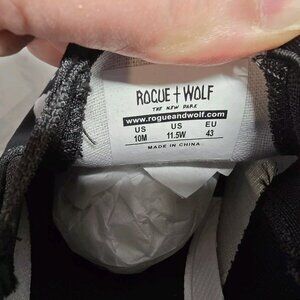 ROGUE + WOLF
THE NEW DARK
www.rogueandwolf.com
US US EU
10M 11.5W 43
MADE IN CHINA